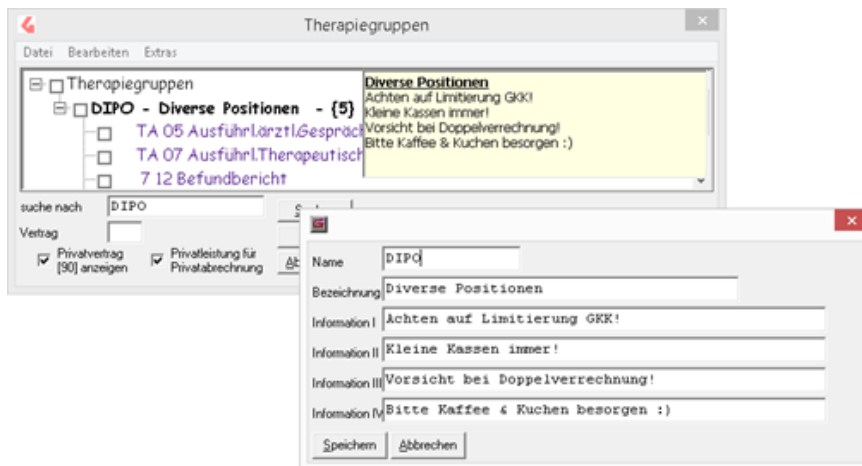 Therapiegruppen
Datei Bearbeiten Extras
Therapiegruppen
DIPO - Diverse Positionen - {5}
TA 05 Ausführl.ärztl.Gespräch
TA 07 Ausführl.Therapeutisch
7 12 Befundbericht
Diverse Positionen
Achten auf Limitierung GKK!
Kleine Kassen immer!
Vorsicht bei Doppelverrechnung!
Bitte Kaffee & Kuchen besorgen :)
suche nach DIPO
Vertrag
Privatvertrag [90] anzeigen
Privatleistung für Privatabrechnung
Name DIPO
Bezeichnung Diverse Positionen
Information I Achten auf Limitierung GKK!
Information II Kleine Kassen immer!
Information III Vorsicht bei Doppelverrechnung!
Information IV Bitte Kaffee & Kuchen besorgen :)
Speichern Abbrechen